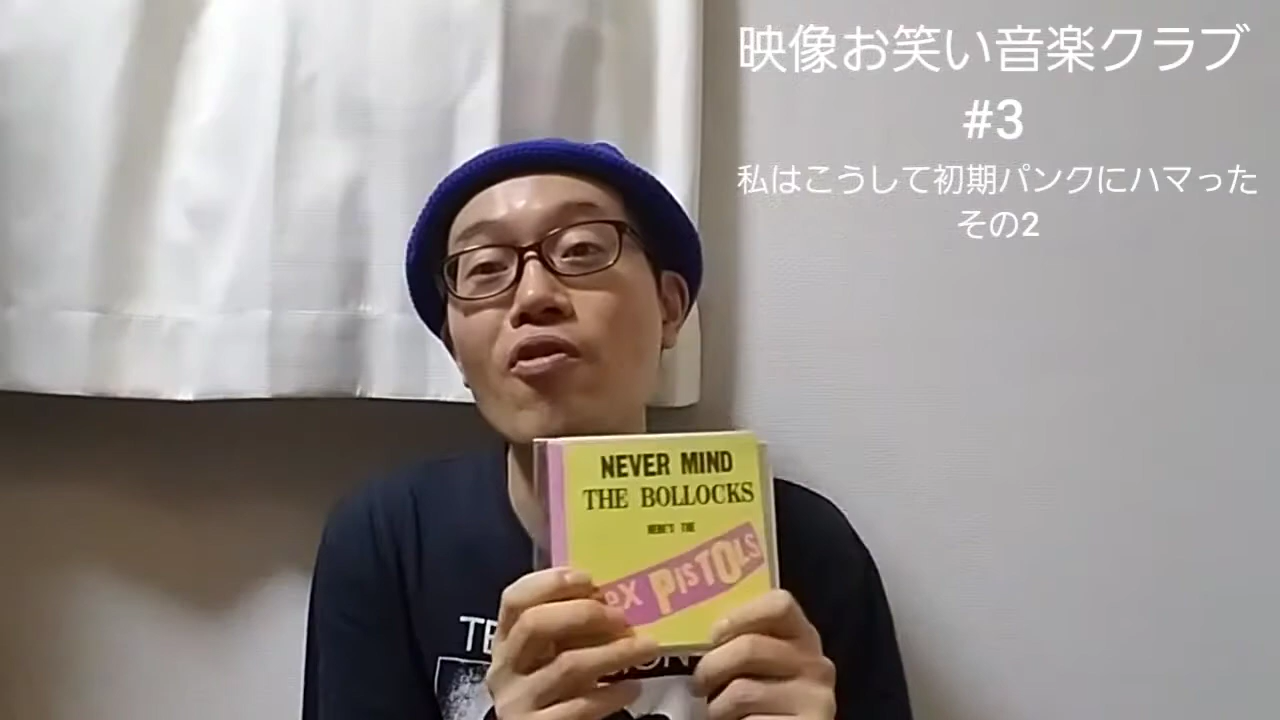 映像お笑い音楽クラブ
#3
私はこうして初期パンクにハマった
その2
NEVER MIND
THE BOLLOCKS
HERE'S THE
SEX PISTOLS